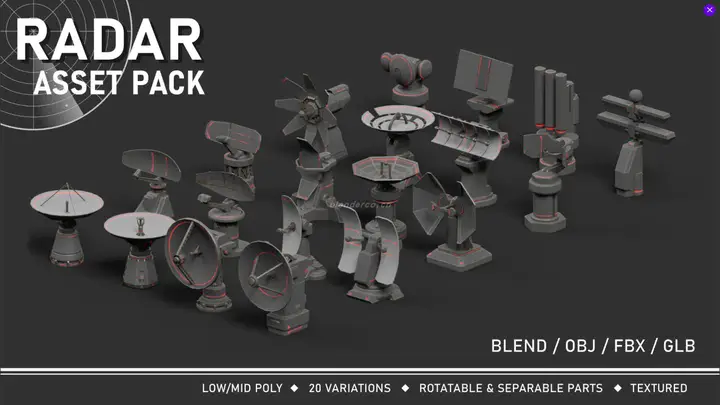 RADAR
ASSET PACK
BLEND / OBJ / FBX / GLB
LOW/MID POLY ◆ 20 VARIATIONS ◆ ROTATABLE & SEPARABLE PARTS ◆ TEXTURED